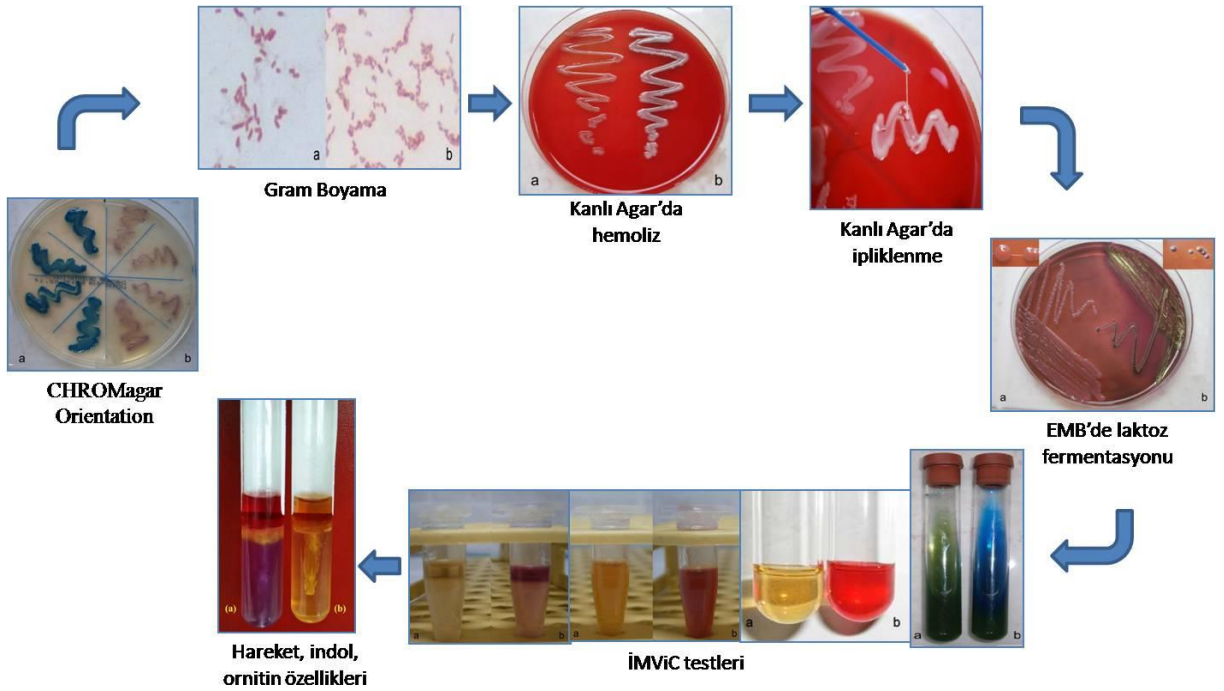 a
b
Gram Boyama
a
b
Kanlı Agar'da
hemoliz
Kanlı Agar'da
ipliklenme
a
b
EMB'de laktoz
fermentasyonu
a
b
a
b
a
b
a
b
İMViC testleri
(a)
(b)
Hareket, indol,
ornitin özellikleri
a
b
CHROMagar
Orientation